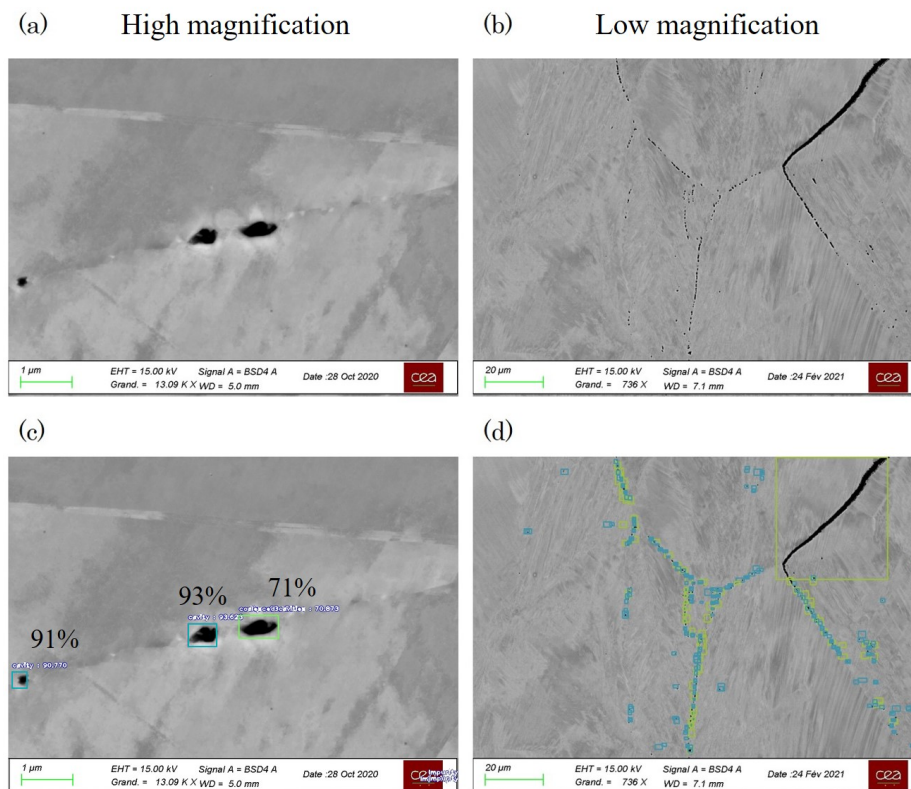 (a) High magnification
(b) Low magnification
1 µm
EHT = 15.00 kV Signal A = BSD4 A
Grand. = 13.09 K X WD = 5.0 mm
Date :28 Oct 2020
cea
20 µm
EHT = 15.00 kV Signal A = BSD4 A
Grand. = 736 X WD = 7.1 mm
Date :24 Fév 2021
cea
(c)
(d)
93%
71%
cavity : 93,623
91%
cavity : 90,770
1 µm
EHT = 15.00 kV Signal A = BSD4 A
Grand. = 13.09 K X WD = 5.0 mm
Date :28 Oct 2020
20 µm
EHT = 15.00 kV Signal A = BSD4 A
Grand. = 736 X WD = 7.1 mm
Date :24 Fév 2021
cea